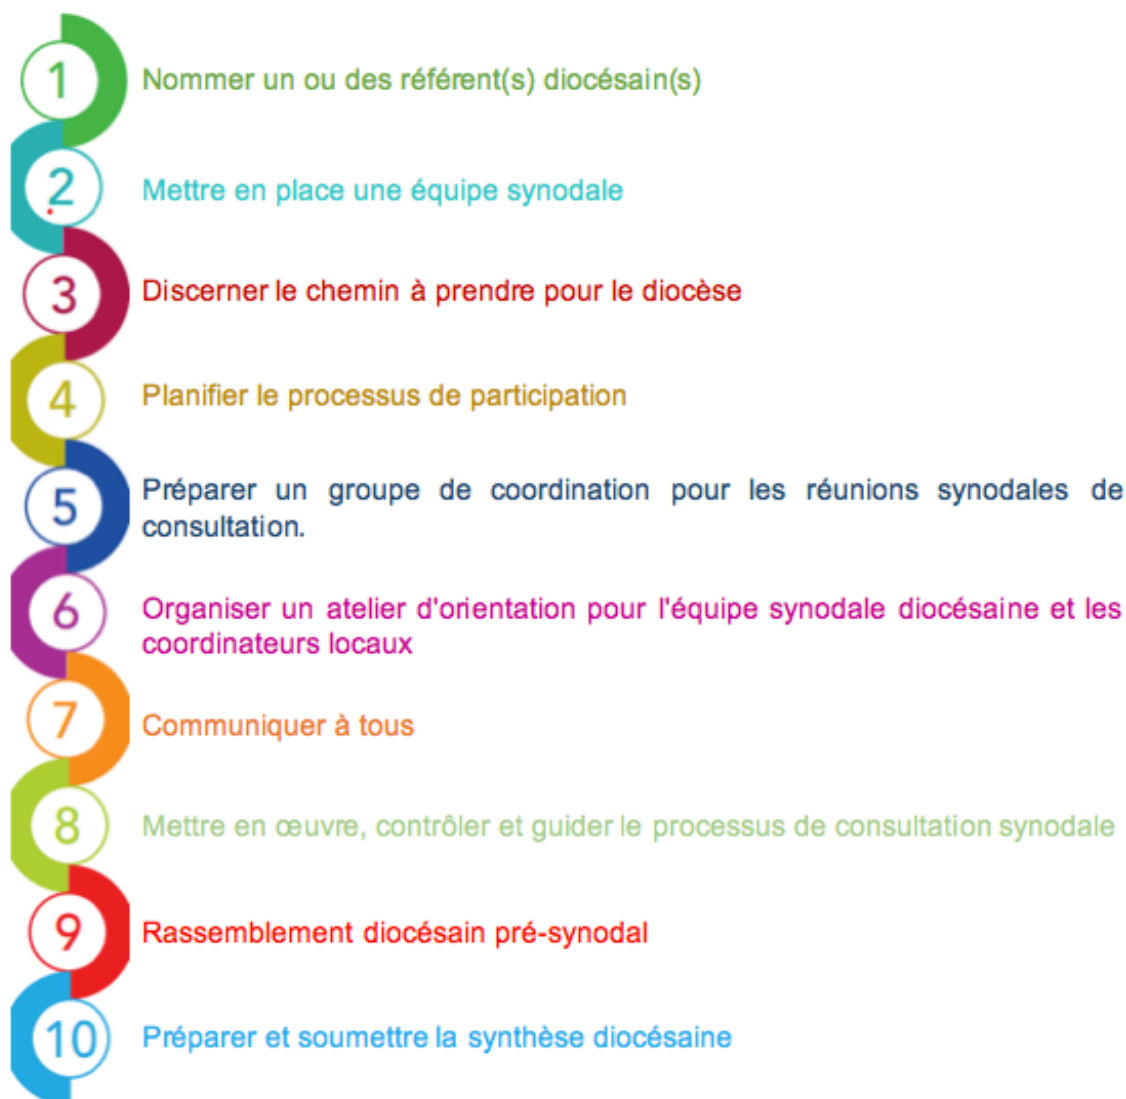 1 Nommer un ou des référent(s) diocésain(s)
2 Mettre en place une équipe synodale
3 Discerner le chemin à prendre pour le diocèse
4 Planifier le processus de participation
5 Préparer un groupe de coordination pour les réunions synodales de
consultation.
6 Organiser un atelier d'orientation pour l'équipe synodale diocésaine et les
coordinateurs locaux
7 Communiquer à tous
8 Mettre en œuvre, contrôler et guider le processus de consultation synodale
9 Rassemblement diocésain pré-synodal
10 Préparer et soumettre la synthèse diocésaine